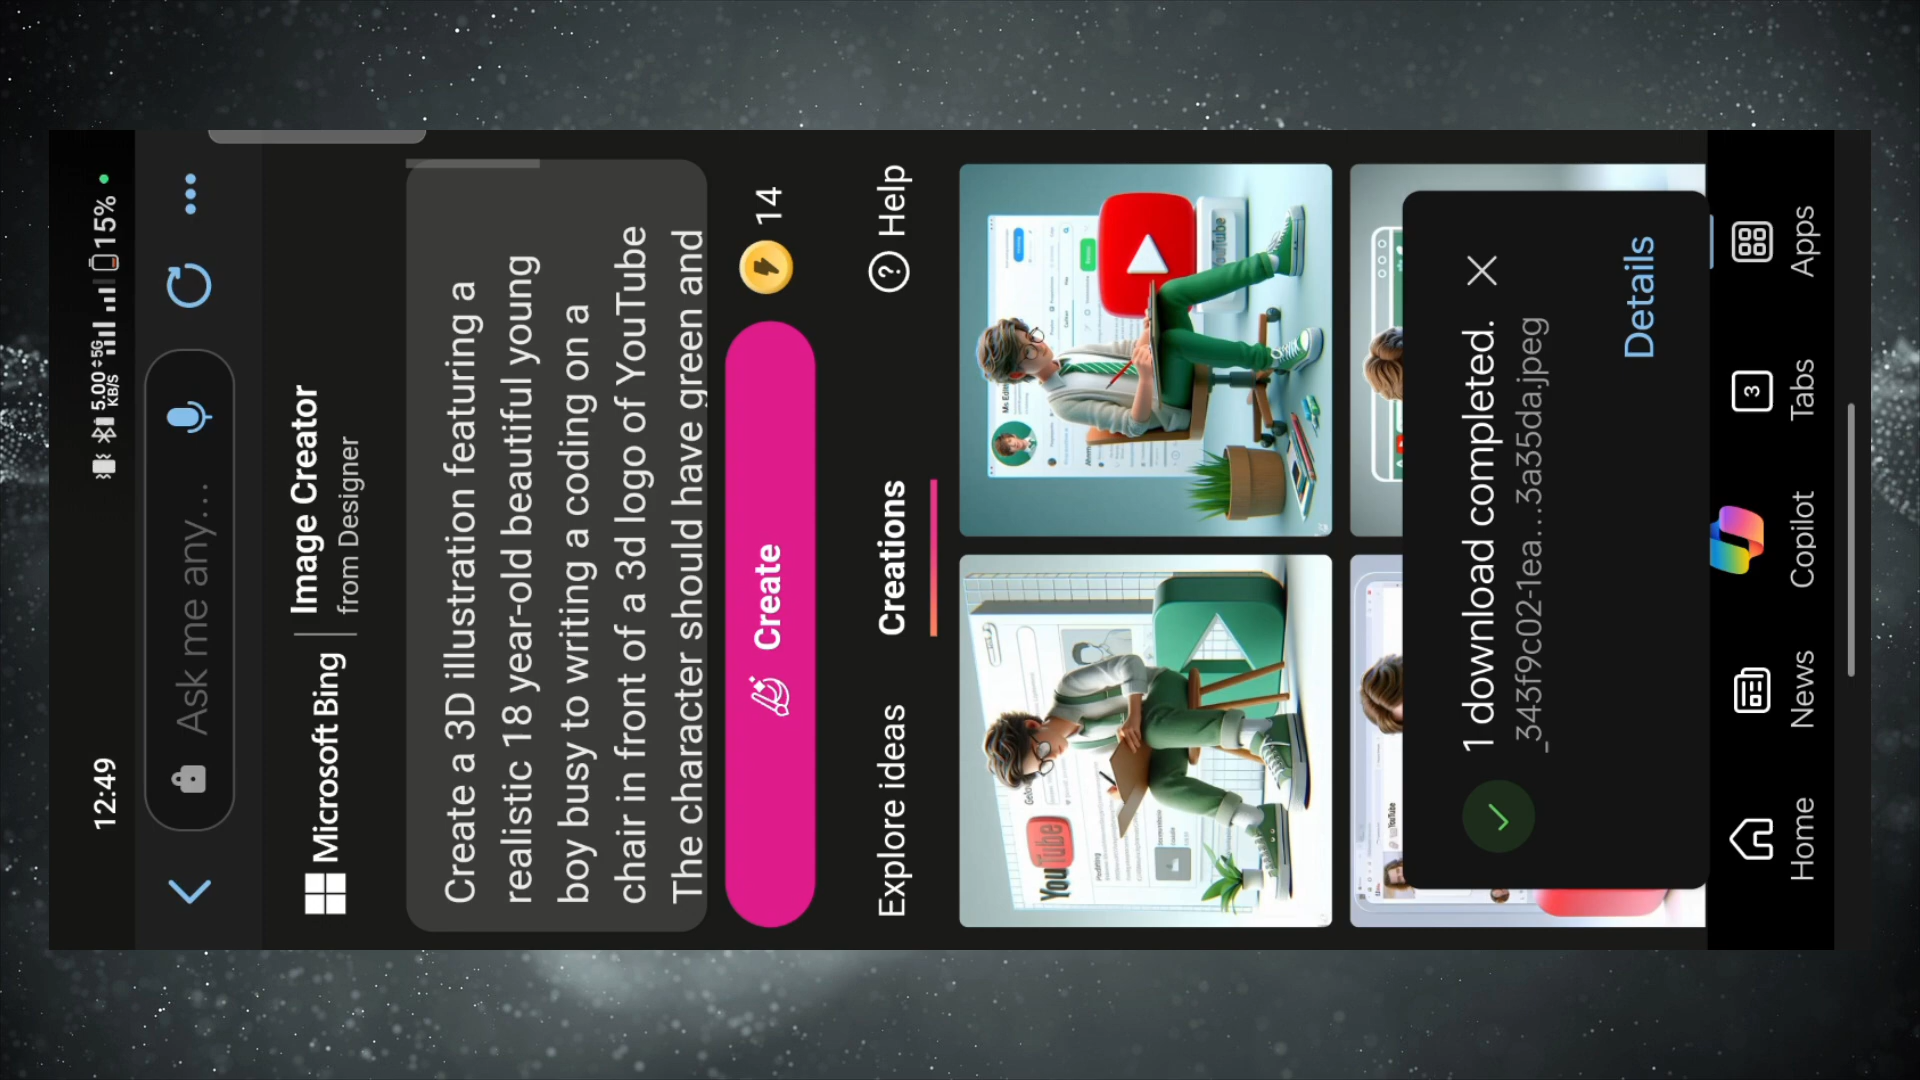 12:49
5.00 KB/S 5G 15%
Ask me any...
Microsoft Bing | Image Creator
from Designer
Create a 3D illustration featuring a
realistic 18 year-old beautiful young
boy busy to writing a coding on a
chair in front of a 3d logo of YouTube
The character should have green and
Create
14
Explore ideas
Creations
Help
YouTube
YouTube
1 download completed.
_343f9c02-1ea...3a35da.jpeg
Details
Home
News
Copilot
3
Tabs
Apps